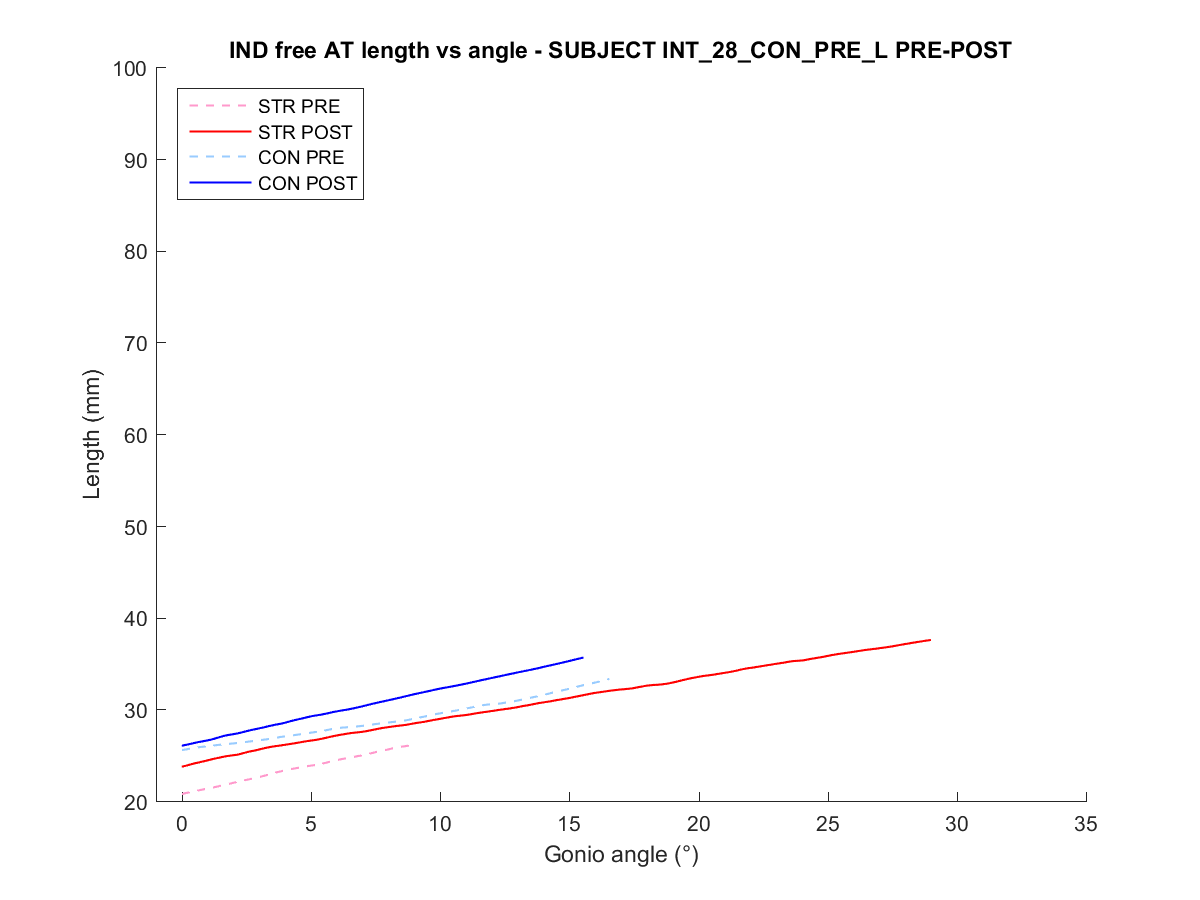 IND free AT length vs angle - SUBJECT INT_28_CON_PRE_L PRE-POST
100
90
80
70
60
50
40
30
20
Length (mm)
STR PRE
STR POST
CON PRE
CON POST
0 5 10 15 20 25 30 35
Gonio angle (°)